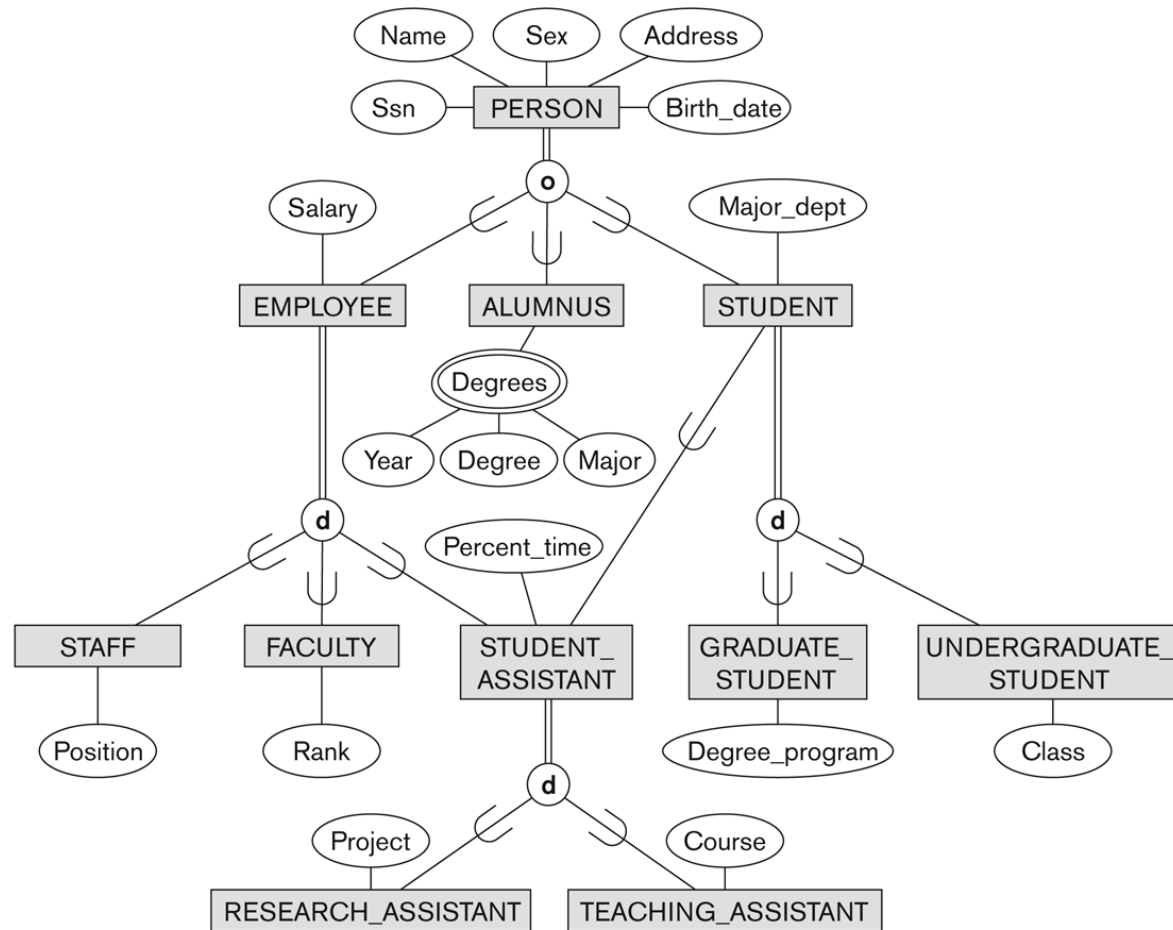 Name
Sex
Address
Ssn
PERSON
Birth_date
o
Salary
Major_dept
EMPLOYEE
ALUMNUS
STUDENT
Degrees
Year
Degree
Major
d
d
Percent_time
STAFF
FACULTY
STUDENT_
ASSISTANT
GRADUATE_
STUDENT
UNDERGRADUATE_
STUDENT
Position
Rank
Degree_program
Class
d
Project
Course
RESEARCH_ASSISTANT
TEACHING_ASSISTANT